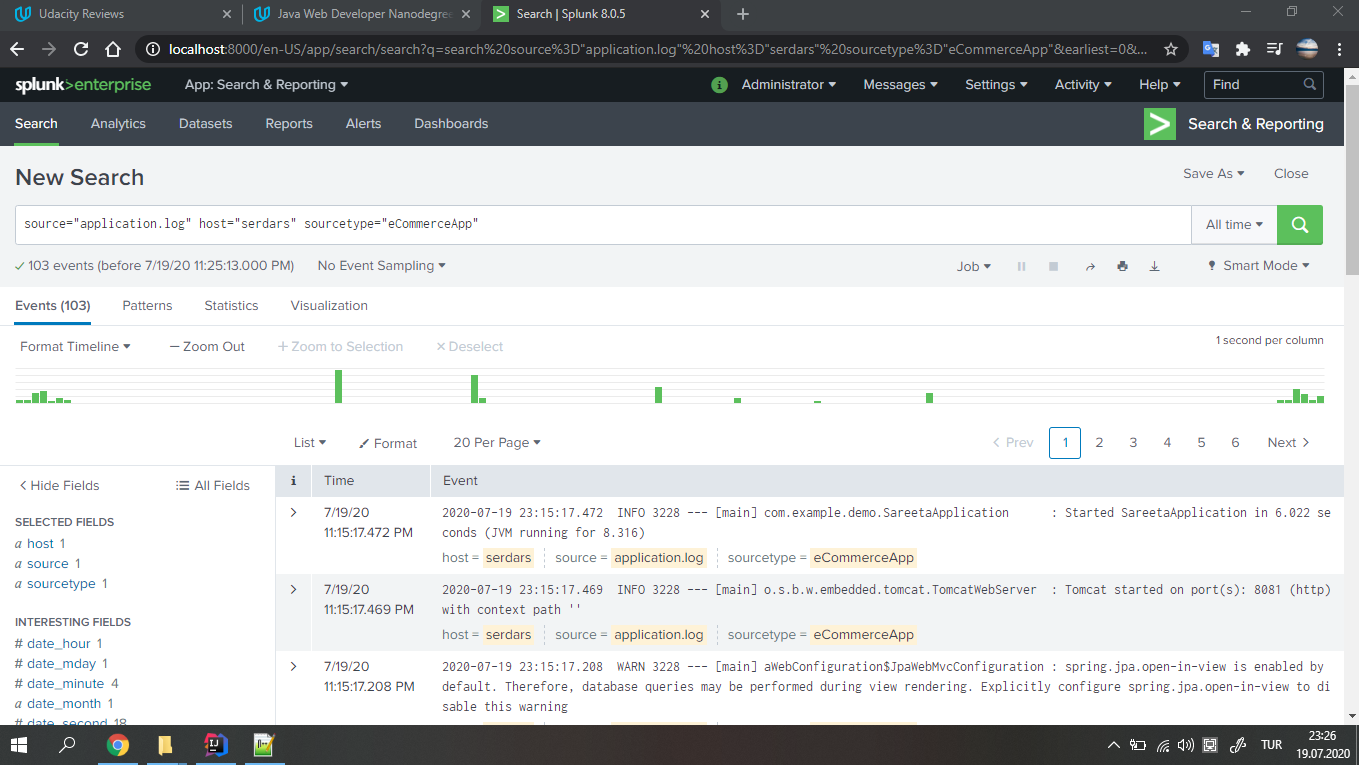 Udacity Reviews
Java Web Developer Nanodegre
Search | Splunk 8.0.5
localhost:8000/en-US/app/search/search?q=search%20source%3D"application.log"%20host%3D"serdars"%20sourcetype%3D"eCommerceApp"&earliest=0&...
splunk>enterprise App: Search & Reporting i Administrator Messages Settings Activity Help Find
Search Analytics Datasets Reports Alerts Dashboards > Search & Reporting
New Search Save As Close
source="application.log" host="serdars" sourcetype="eCommerceApp" All time
103 events (before 7/19/20 11:25:13.000 PM) No Event Sampling Job Smart Mode
Events (103) Patterns Statistics Visualization
Format Timeline — Zoom Out + Zoom to Selection × Deselect 1 second per column
List Format 20 Per Page < Prev 1 2 3 4 5 6 Next >
< Hide Fields All Fields
SELECTED FIELDS
a host 1
a source 1
a sourcetype 1
INTERESTING FIELDS
# date_hour 1
# date_mday 1
# date_minute 4
a date_month 1
# date_second 18
i Time Event
> 7/19/20
11:15:17.472 PM
2020-07-19 23:15:17.472 INFO 3228 --- [main] com.example.demo.SareetaApplication : Started SareetaApplication in 6.022 se
conds (JVM running for 8.316)
host = serdars source = application.log sourcetype = eCommerceApp
> 7/19/20
11:15:17.469 PM
2020-07-19 23:15:17.469 INFO 3228 --- [main] o.s.b.w.embedded.tomcat.TomcatWebServer : Tomcat started on port(s): 8081 (http)
with context path ''
host = serdars source = application.log sourcetype = eCommerceApp
> 7/19/20
11:15:17.208 PM
2020-07-19 23:15:17.208 WARN 3228 --- [main] aWebConfiguration$JpaWebMvcConfiguration : spring.jpa.open-in-view is enabled by
default. Therefore, database queries may be performed during view rendering. Explicitly configure spring.jpa.open-in-view to di
sable this warning
TUR
23:26
19.07.2020